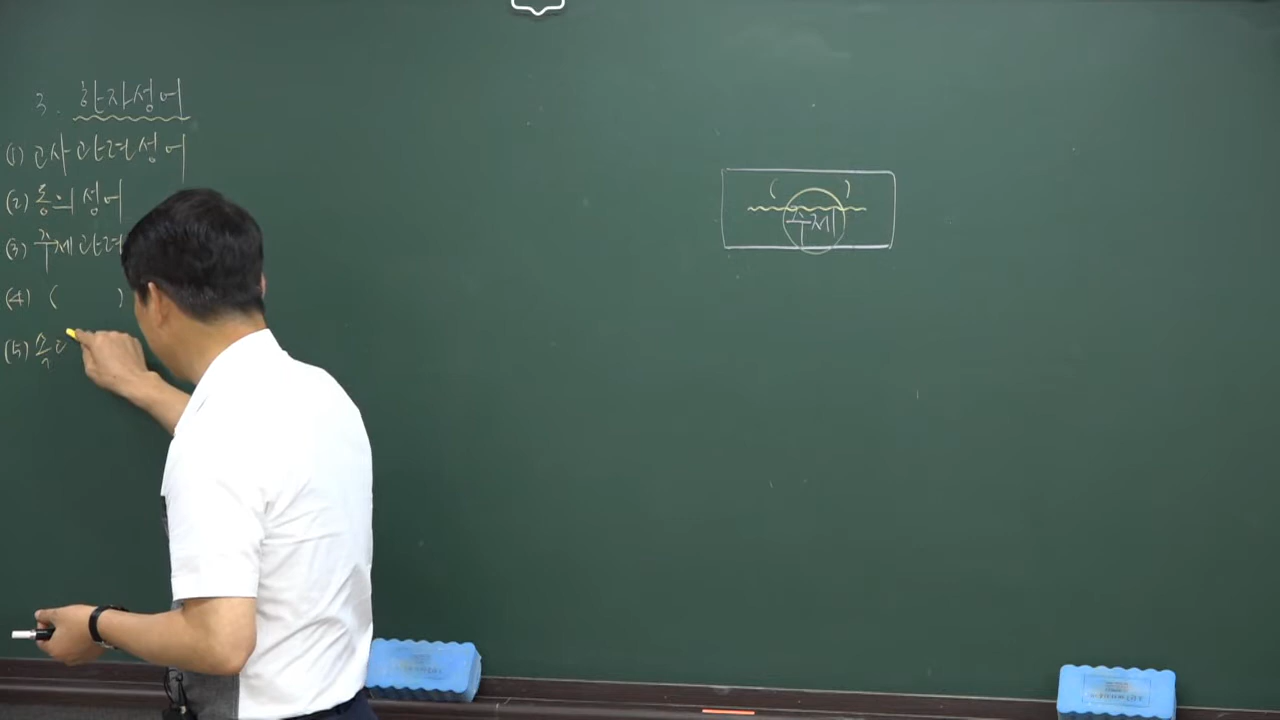 3. 한자성어
(1) 고사관련성어
(2) 동의성어
(3) 주제관련
(4) (      )
(5) 속
(      )
주제